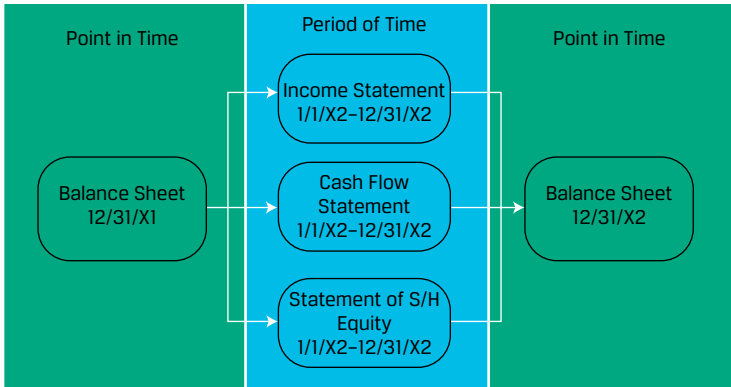 Point in Time
Period of Time
Point in Time
Income Statement
1/1/X2–12/31/X2
Balance Sheet
12/31/X1
Cash Flow
Statement
1/1/X2–12/31/X2
Balance Sheet
12/31/X2
Statement of S/H
Equity
1/1/X2–12/31/X2